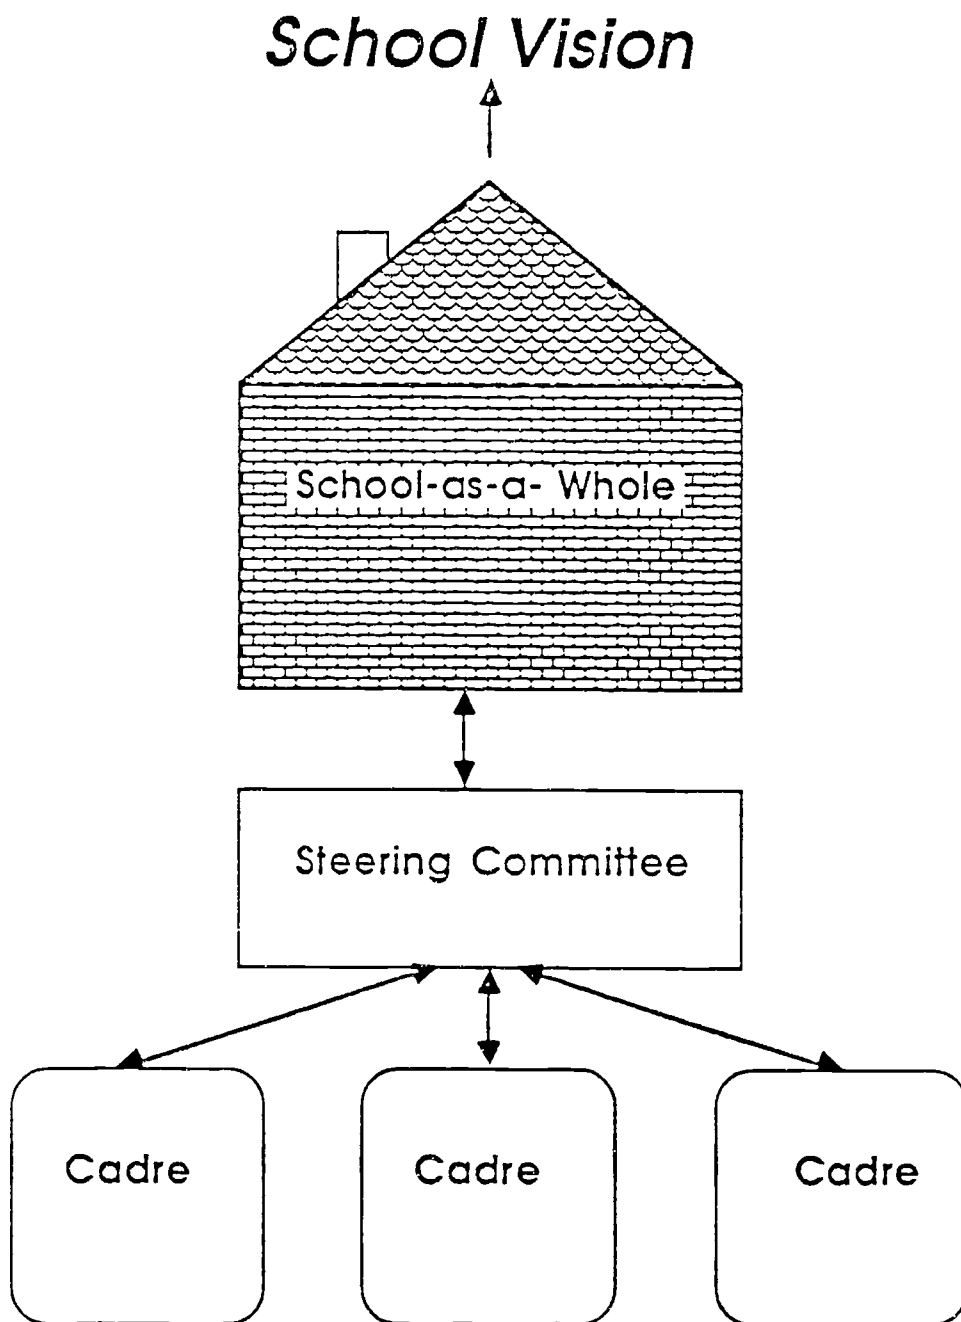 School Vision
School-as-a- Whole
Steering Committee
Cadre
Cadre
Cadre